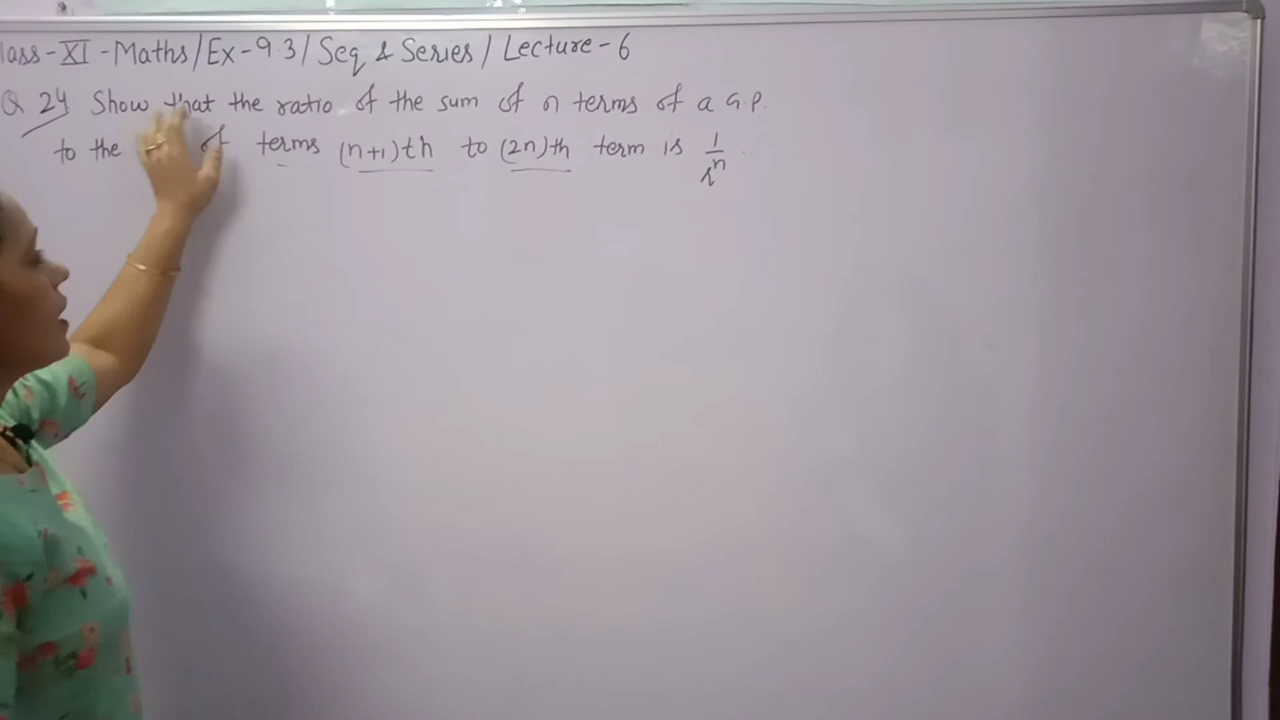 lass - XI - Maths / Ex - 9.3 / Seq & Series / Lecture - 6
Q 24 Show that the ratio of the sum of n terms of a G.P.
to the of terms (n+1)th to (2n)th term is 1/r^n .